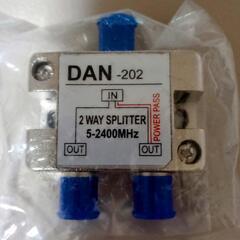 DAN -202
IN
POWER PASS
2 WAY SPLITTER
5-2400MHz
OUT
OUT